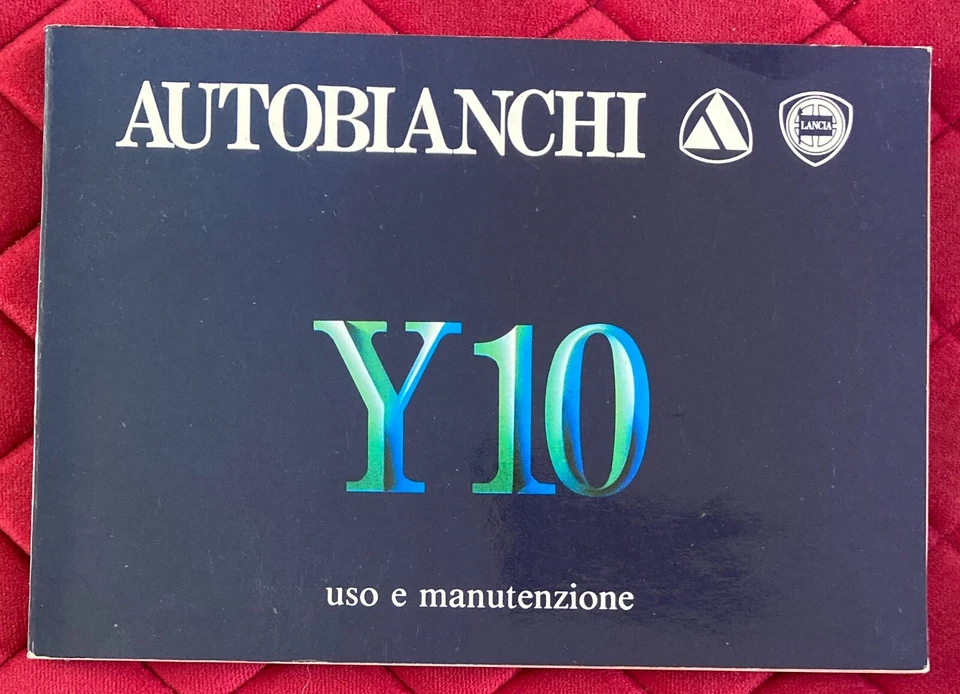 AUTOBIANCHI
LANCIA
Y10
uso e manutenzione